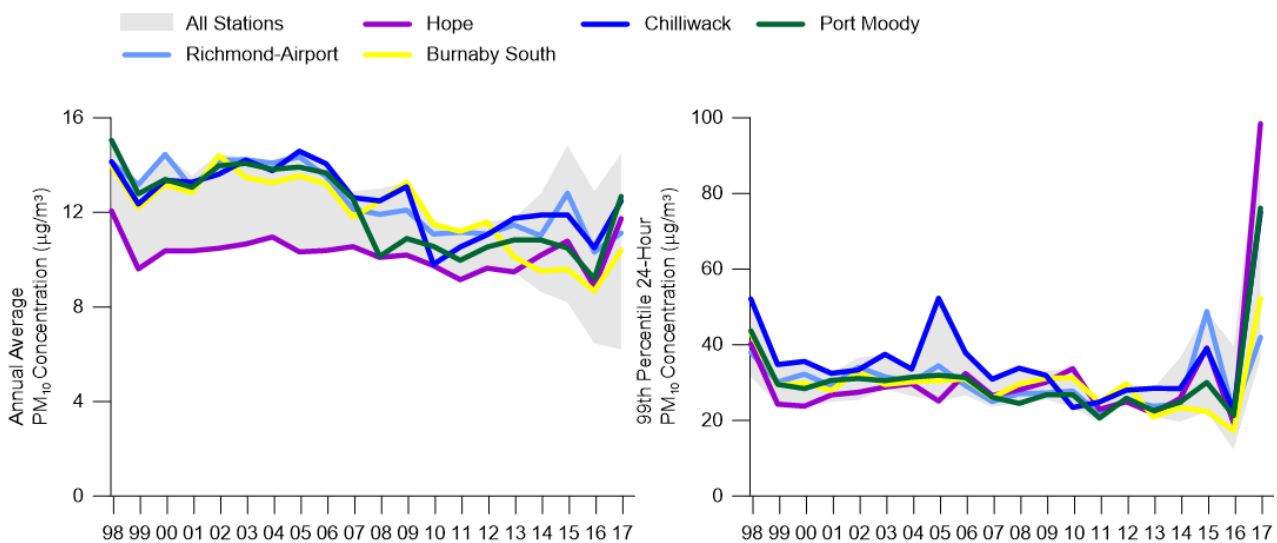 All Stations Hope Chilliwack Port Moody
Richmond-Airport Burnaby South
Annual Average
PM₁₀ Concentration (μg/m³)
16
12
8
4
0
98 99 00 01 02 03 04 05 06 07 08 09 10 11 12 13 14 15 16 17
99th Percentile 24-Hour
PM₁₀ Concentration (μg/m³)
100
80
60
40
20
0
98 99 00 01 02 03 04 05 06 07 08 09 10 11 12 13 14 15 16 17